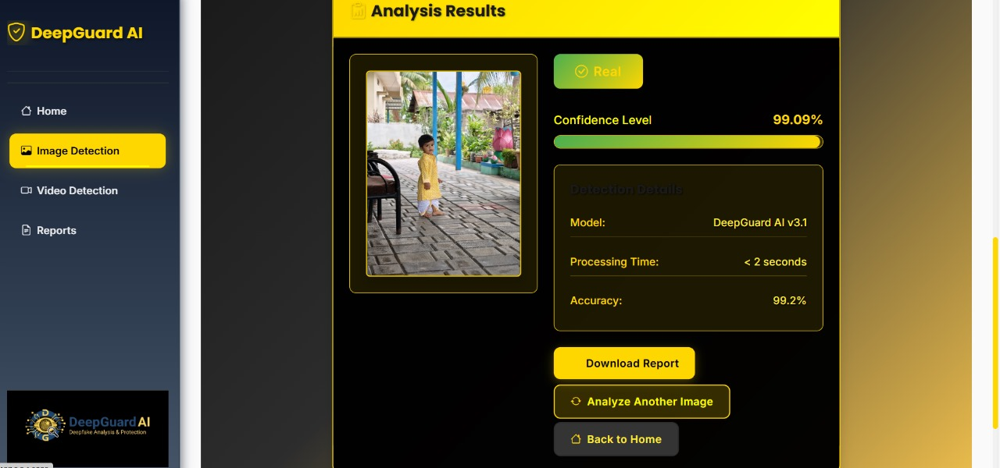 DeepGuard AI
Home
Image Detection
Video Detection
Reports
DeepGuard AI
Deepfake Analysis & Protection
D
G
Analysis Results
Real
Confidence Level 99.09%
Detection Details
Model: DeepGuard AI v3.1
Processing Time: < 2 seconds
Accuracy: 99.2%
Download Report
Analyze Another Image
Back to Home